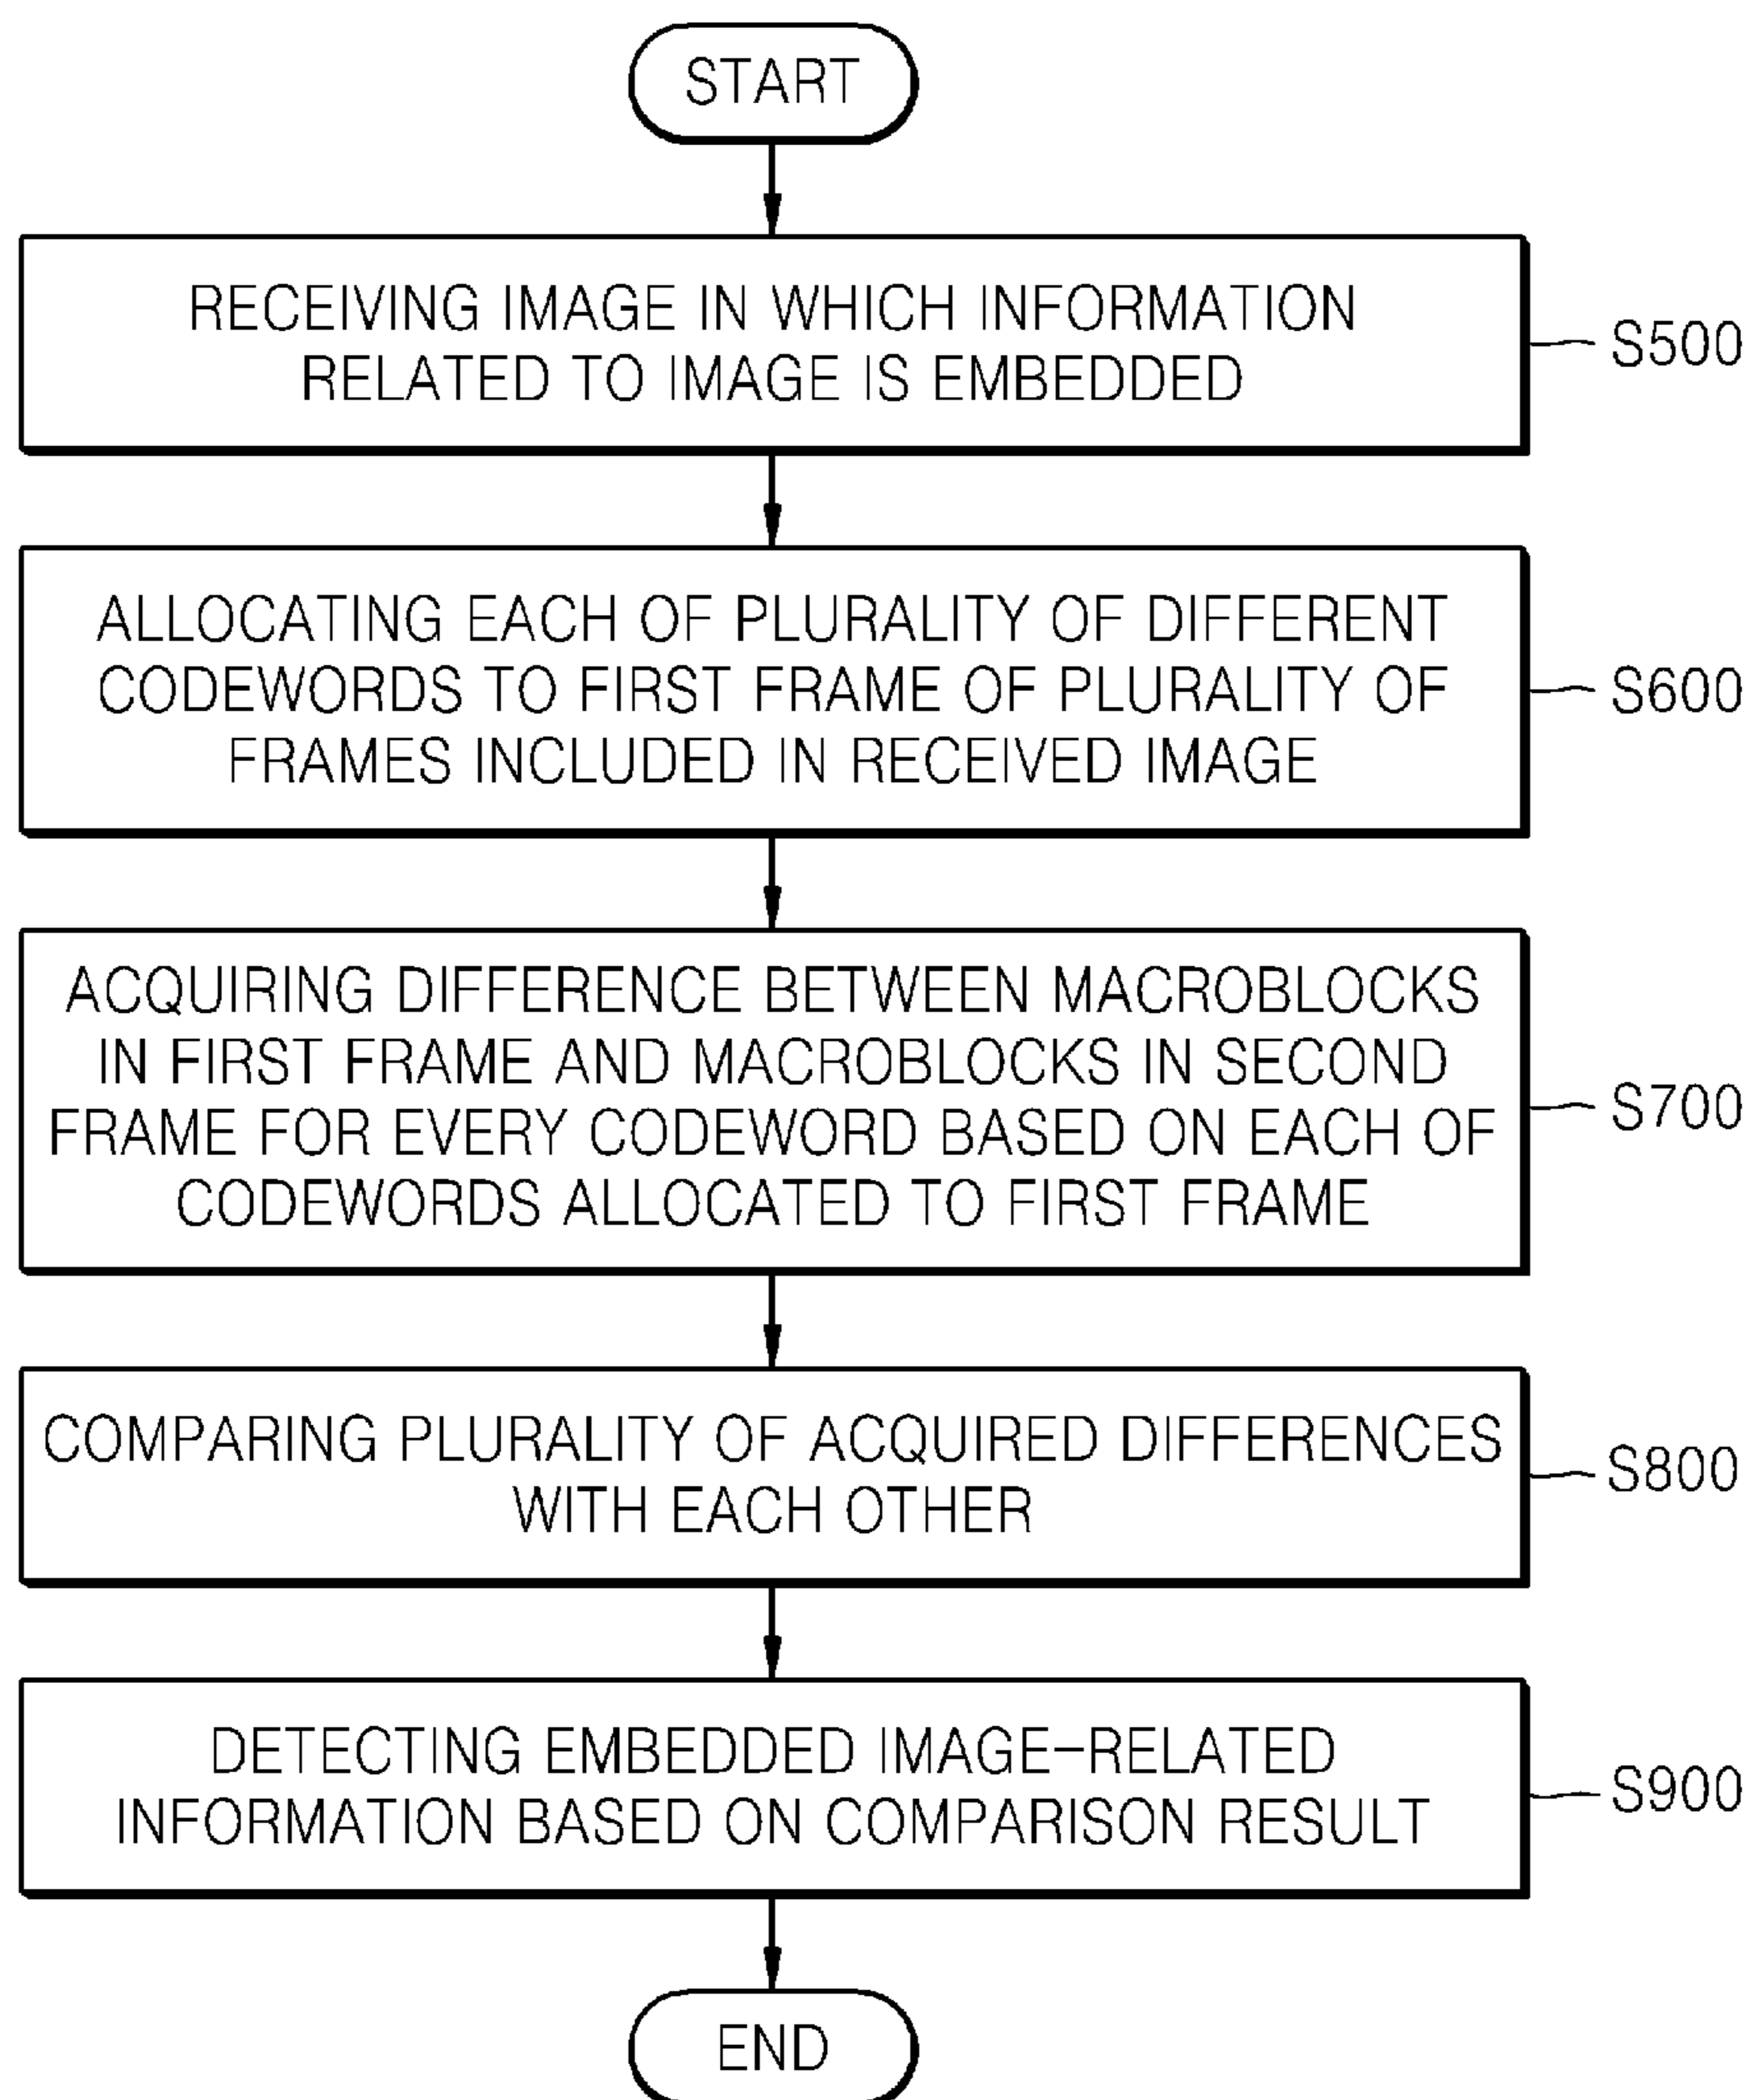 START
RECEIVING IMAGE IN WHICH INFORMATION
RELATED TO IMAGE IS EMBEDDED
S500
ALLOCATING EACH OF PLURALITY OF DIFFERENT
CODEWORDS TO FIRST FRAME OF PLURALITY OF
FRAMES INCLUDED IN RECEIVED IMAGE
S600
ACQUIRING DIFFERENCE BETWEEN MACROBLOCKS
IN FIRST FRAME AND MACROBLOCKS IN SECOND
FRAME FOR EVERY CODEWORD BASED ON EACH OF
CODEWORDS ALLOCATED TO FIRST FRAME
S700
COMPARING PLURALITY OF ACQUIRED DIFFERENCES
WITH EACH OTHER
S800
DETECTING EMBEDDED IMAGE-RELATED
INFORMATION BASED ON COMPARISON RESULT
S900
END